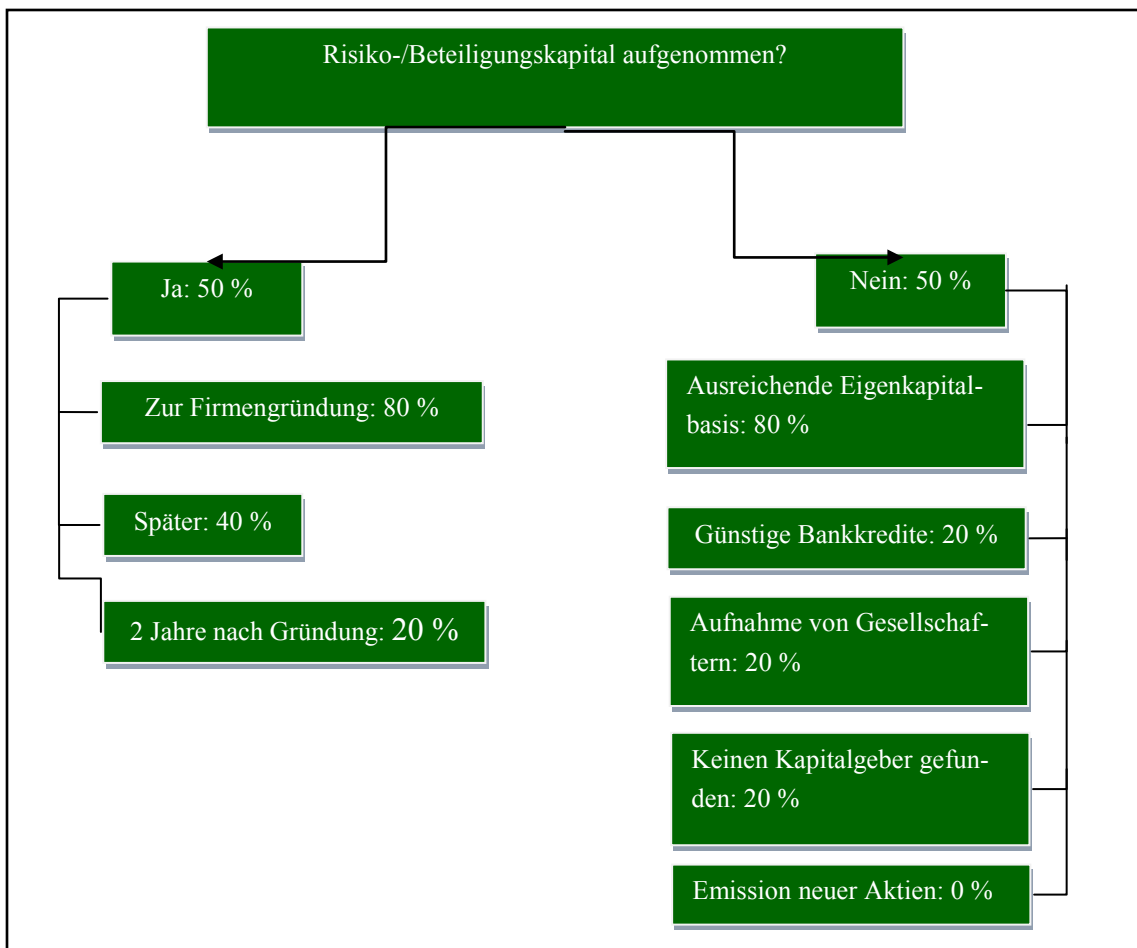 Risiko-/Beteiligungskapital aufgenommen?
Ja: 50 %
Zur Firmengründung: 80 %
Später: 40 %
2 Jahre nach Gründung: 20 %
Nein: 50 %
Ausreichende Eigenkapital-
basis: 80 %
Günstige Bankkredite: 20 %
Aufnahme von Gesellschaf-
tern: 20 %
Keinen Kapitalgeber gefun-
den: 20 %
Emission neuer Aktien: 0 %